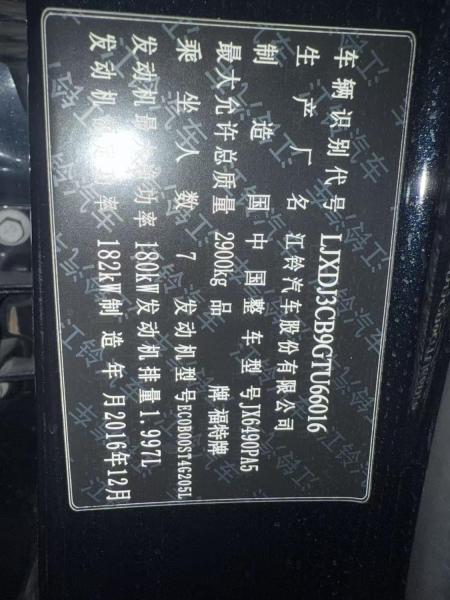 车辆识别代号 LJXDJ3CB9GTU66016
生产厂名 江铃汽车股份有限公司
制造国 中国 整车型号 JX6490PA5
最大允许总质量 2900kg 品牌 福特牌
乘坐人数 7 发动机型号 ECOB00ST4G205L
发动机最大净功率 180kW 发动机排量 1.997L
发动机额定功率 182kW 制造年月 2016年12月